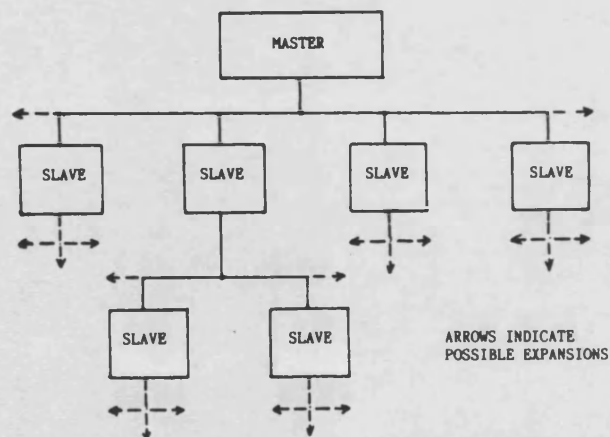 MASTER
SLAVE SLAVE SLAVE SLAVE
SLAVE SLAVE
ARROWS INDICATE
POSSIBLE EXPANSIONS